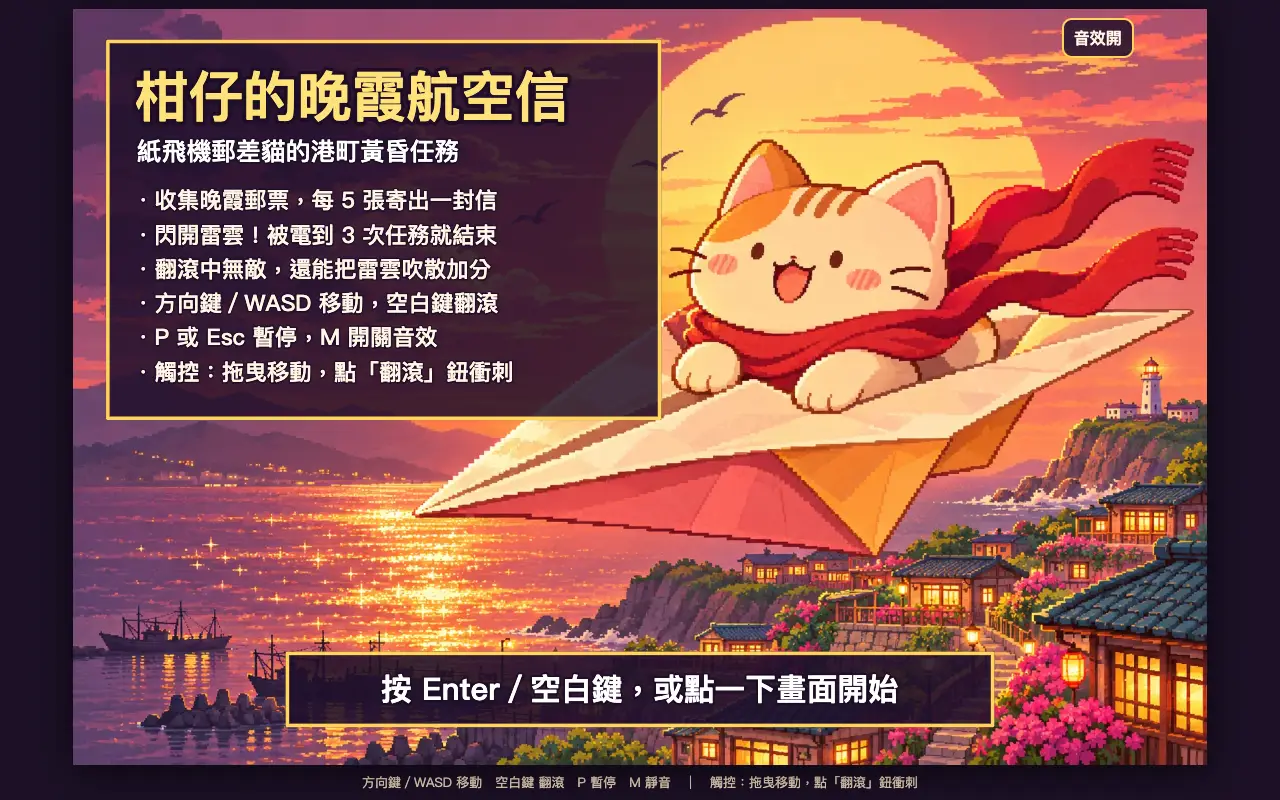 音效開
柑仔的晚霞航空信
紙飛機郵差貓的港町黃昏任務
· 收集晚霞郵票，每 5 張寄出一封信
· 閃開雷雲！被電到 3 次任務就結束
· 翻滾中無敵，還能把雷雲吹散加分
· 方向鍵 / WASD 移動，空白鍵翻滾
· P 或 Esc 暫停，M 開關音效
· 觸控：拖曳移動，點「翻滾」鈕衝刺
按 Enter / 空白鍵，或點一下畫面開始
方向鍵 / WASD 移動　空白鍵 翻滾　P 暫停　M 靜音　｜　觸控：拖曳移動，點「翻滾」鈕衝刺